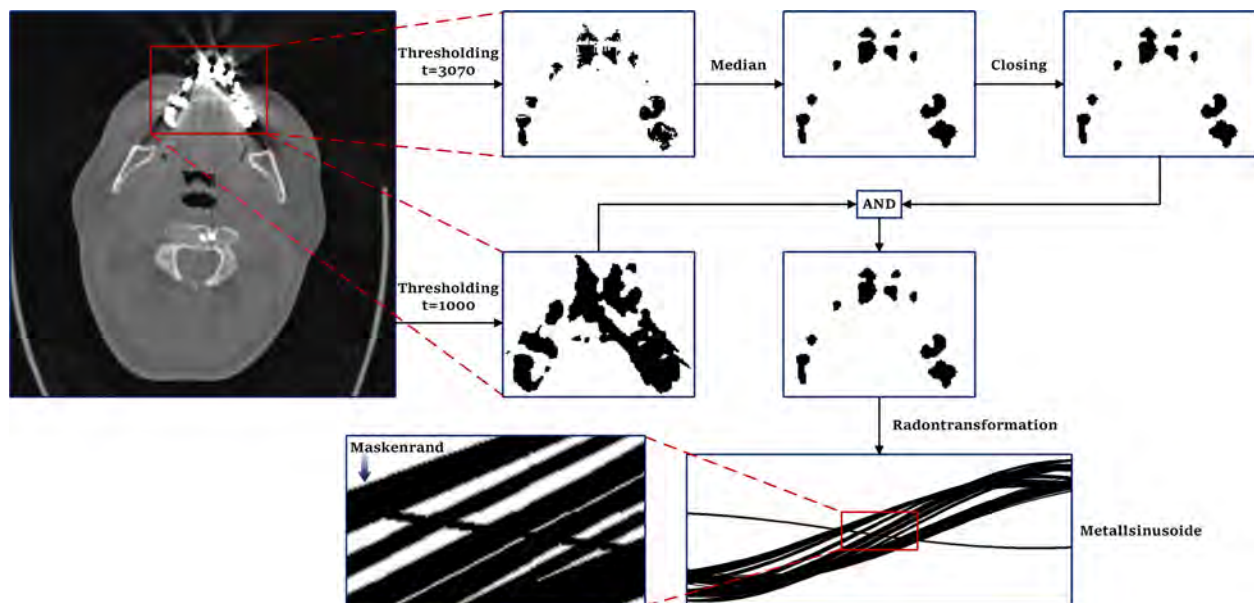 Thresholding
t=3070
Median
Closing
AND
Thresholding
t=1000
Radontransformation
Maskenrand
Metallsinusoide